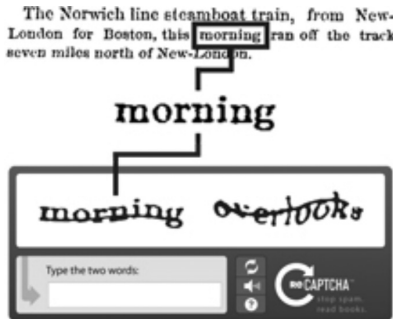 The Norwich line steamboat train, from New-
London for Boston, this morning ran off the track
seven miles north of New-London.
morning
morning overlooks
Type the two words:
reCAPTCHA™
stop spam.
read books.